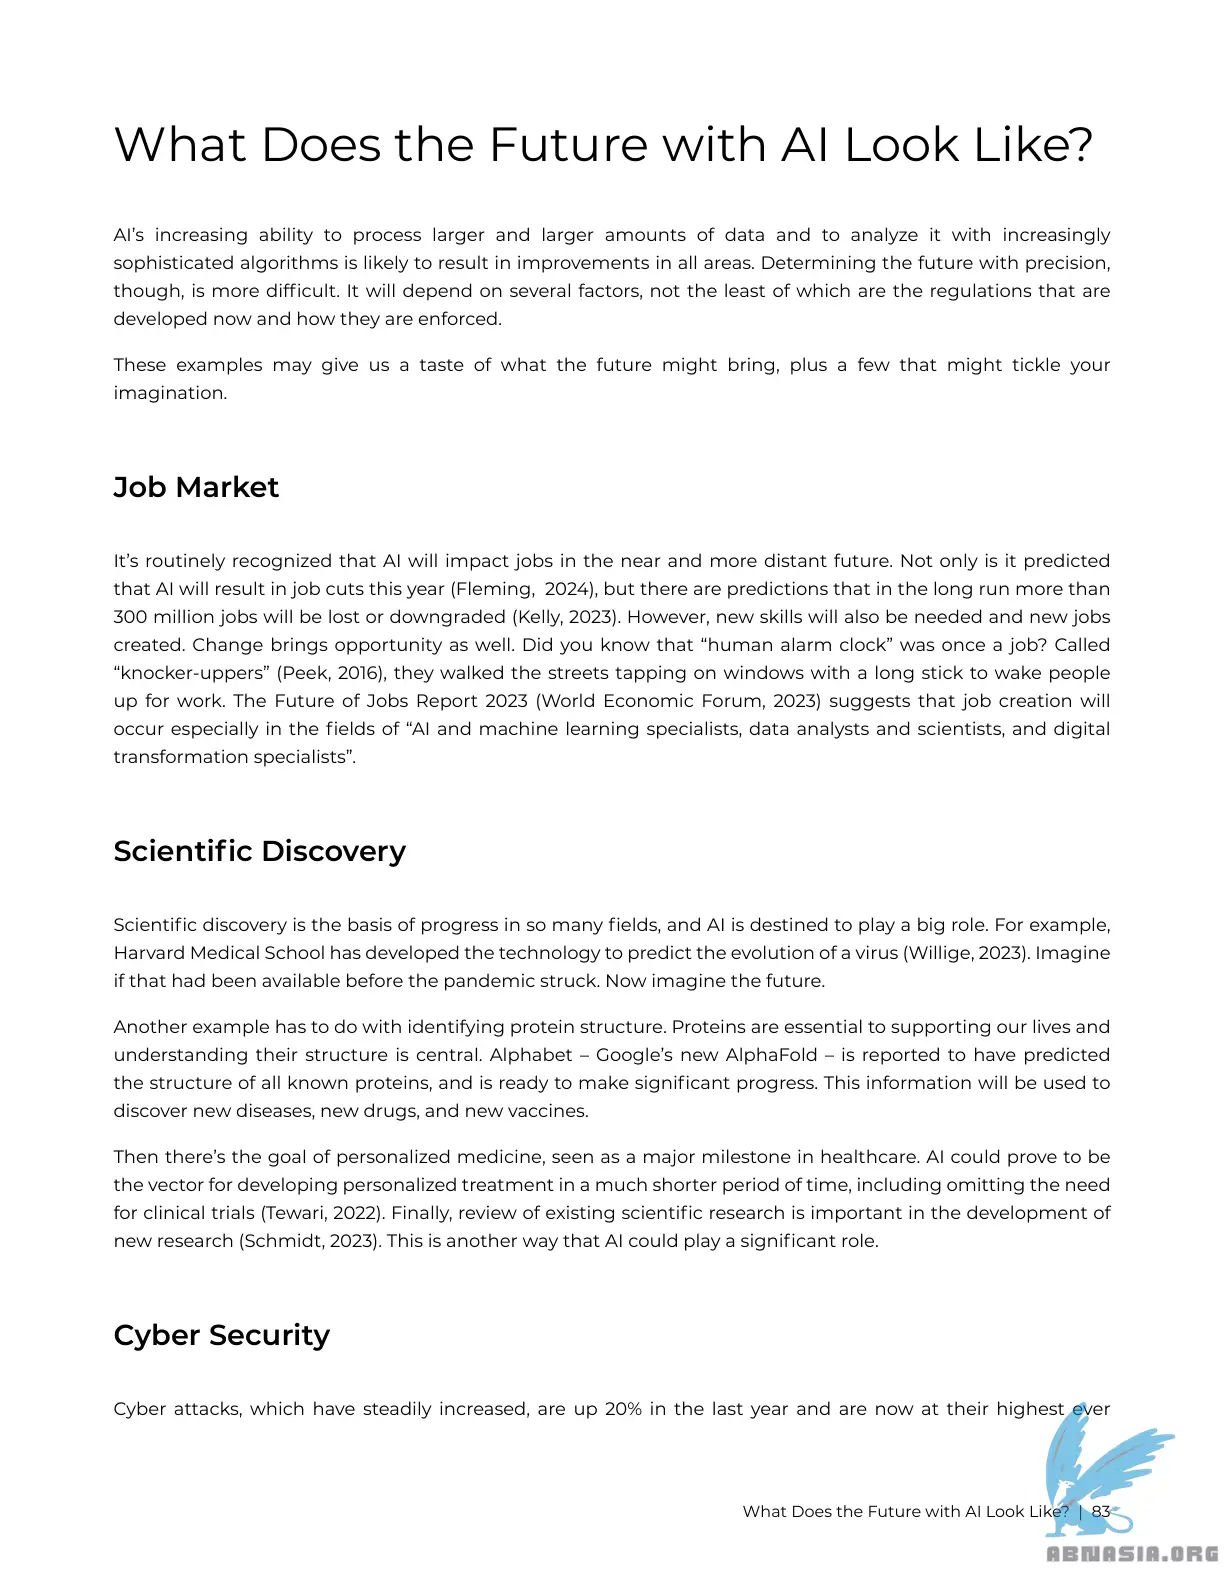 What Does the Future with AI Look Like?
AI’s increasing ability to process larger and larger amounts of data and to analyze it with increasingly
sophisticated algorithms is likely to result in improvements in all areas. Determining the future with precision,
though, is more difficult. It will depend on several factors, not the least of which are the regulations that are
developed now and how they are enforced.
These examples may give us a taste of what the future might bring, plus a few that might tickle your
imagination.
Job Market
It’s routinely recognized that AI will impact jobs in the near and more distant future. Not only is it predicted
that AI will result in job cuts this year (Fleming, 2024), but there are predictions that in the long run more than
300 million jobs will be lost or downgraded (Kelly, 2023). However, new skills will also be needed and new jobs
created. Change brings opportunity as well. Did you know that “human alarm clock” was once a job? Called
“knocker-uppers” (Peek, 2016), they walked the streets tapping on windows with a long stick to wake people
up for work. The Future of Jobs Report 2023 (World Economic Forum, 2023) suggests that job creation will
occur especially in the fields of “AI and machine learning specialists, data analysts and scientists, and digital
transformation specialists”.
Scientific Discovery
Scientific discovery is the basis of progress in so many fields, and AI is destined to play a big role. For example,
Harvard Medical School has developed the technology to predict the evolution of a virus (Willige, 2023). Imagine
if that had been available before the pandemic struck. Now imagine the future.
Another example has to do with identifying protein structure. Proteins are essential to supporting our lives and
understanding their structure is central. Alphabet – Google’s new AlphaFold – is reported to have predicted
the structure of all known proteins, and is ready to make significant progress. This information will be used to
discover new diseases, new drugs, and new vaccines.
Then there’s the goal of personalized medicine, seen as a major milestone in healthcare. AI could prove to be
the vector for developing personalized treatment in a much shorter period of time, including omitting the need
for clinical trials (Tewari, 2022). Finally, review of existing scientific research is important in the development of
new research (Schmidt, 2023). This is another way that AI could play a significant role.
Cyber Security
Cyber attacks, which have steadily increased, are up 20% in the last year and are now at their highest ever
What Does the Future with AI Look Like? | 83
ABNASIA.ORG